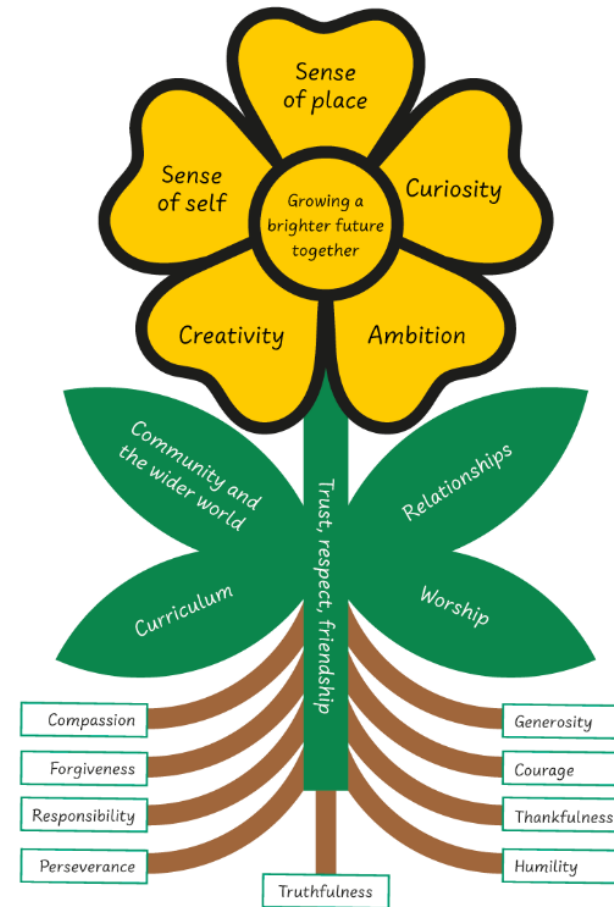 Sense
of place
Sense
of self
Curiosity
Growing a
brighter future
together
Creativity
Ambition
Community and
the wider world
Relationships
Curriculum
Worship
Trust, respect, friendship
Compassion
Generosity
Forgiveness
Courage
Responsibility
Thankfulness
Perseverance
Humility
Truthfulness